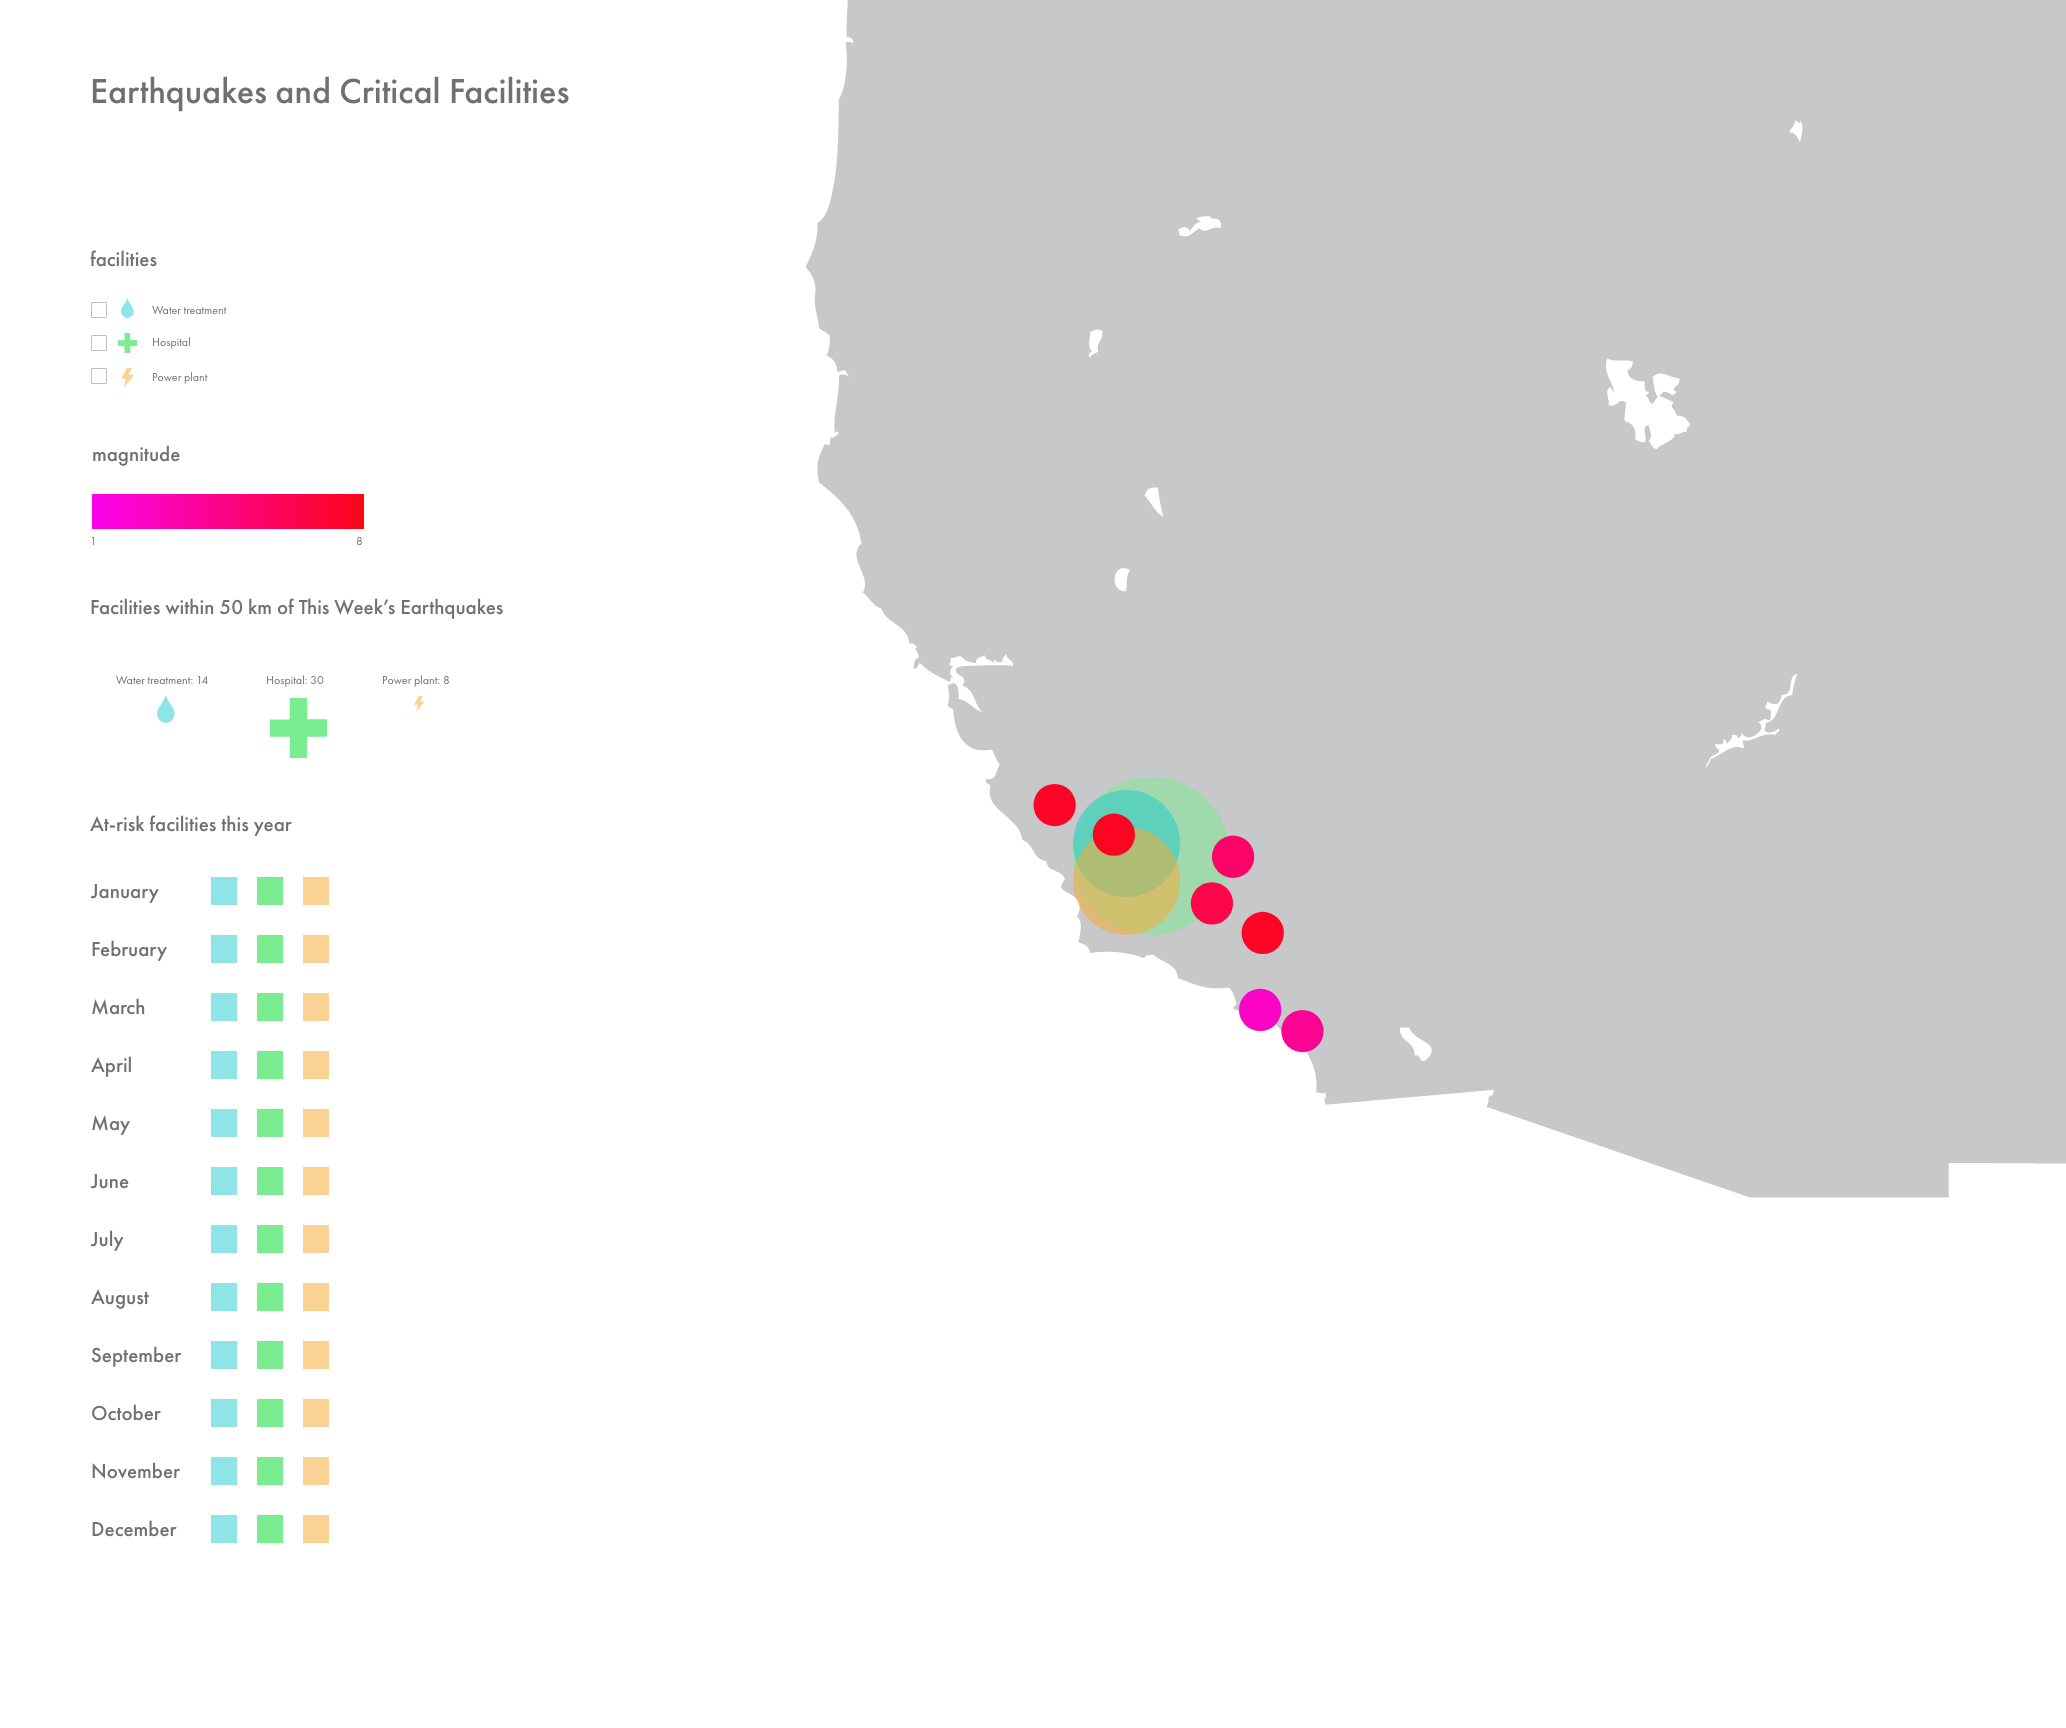 Earthquakes and Critical Facilities
facilities
Water treatment
Hospital
Power plant
magnitude
1 8
Facilities within 50 km of This Week’s Earthquakes
Water treatment: 14 Hospital: 30 Power plant: 8
At-risk facilities this year
January
February
March
April
May
June
July
August
September
October
November
December